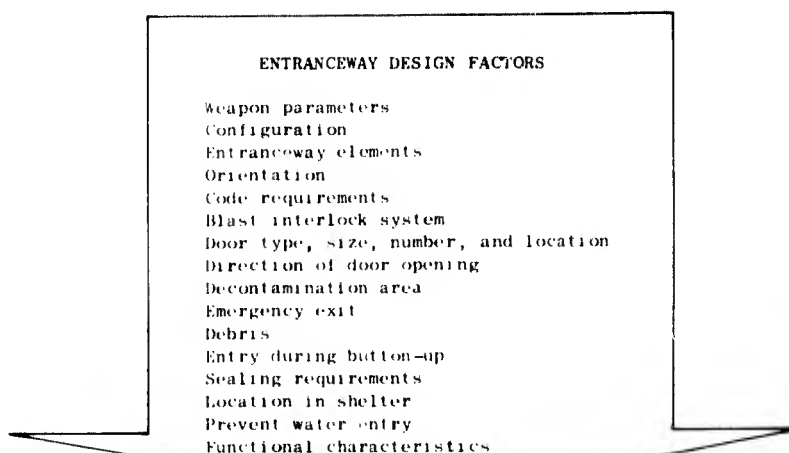 ENTRANCEWAY DESIGN FACTORS
Weapon parameters
Configuration
Entranceway elements
Orientation
Code requirements
Blast interlock system
Door type, size, number, and location
Direction of door opening
Decontamination area
Emergency exit
Debris
Entry during button-up
Sealing requirements
Location in shelter
Prevent water entry
Functional characteristics